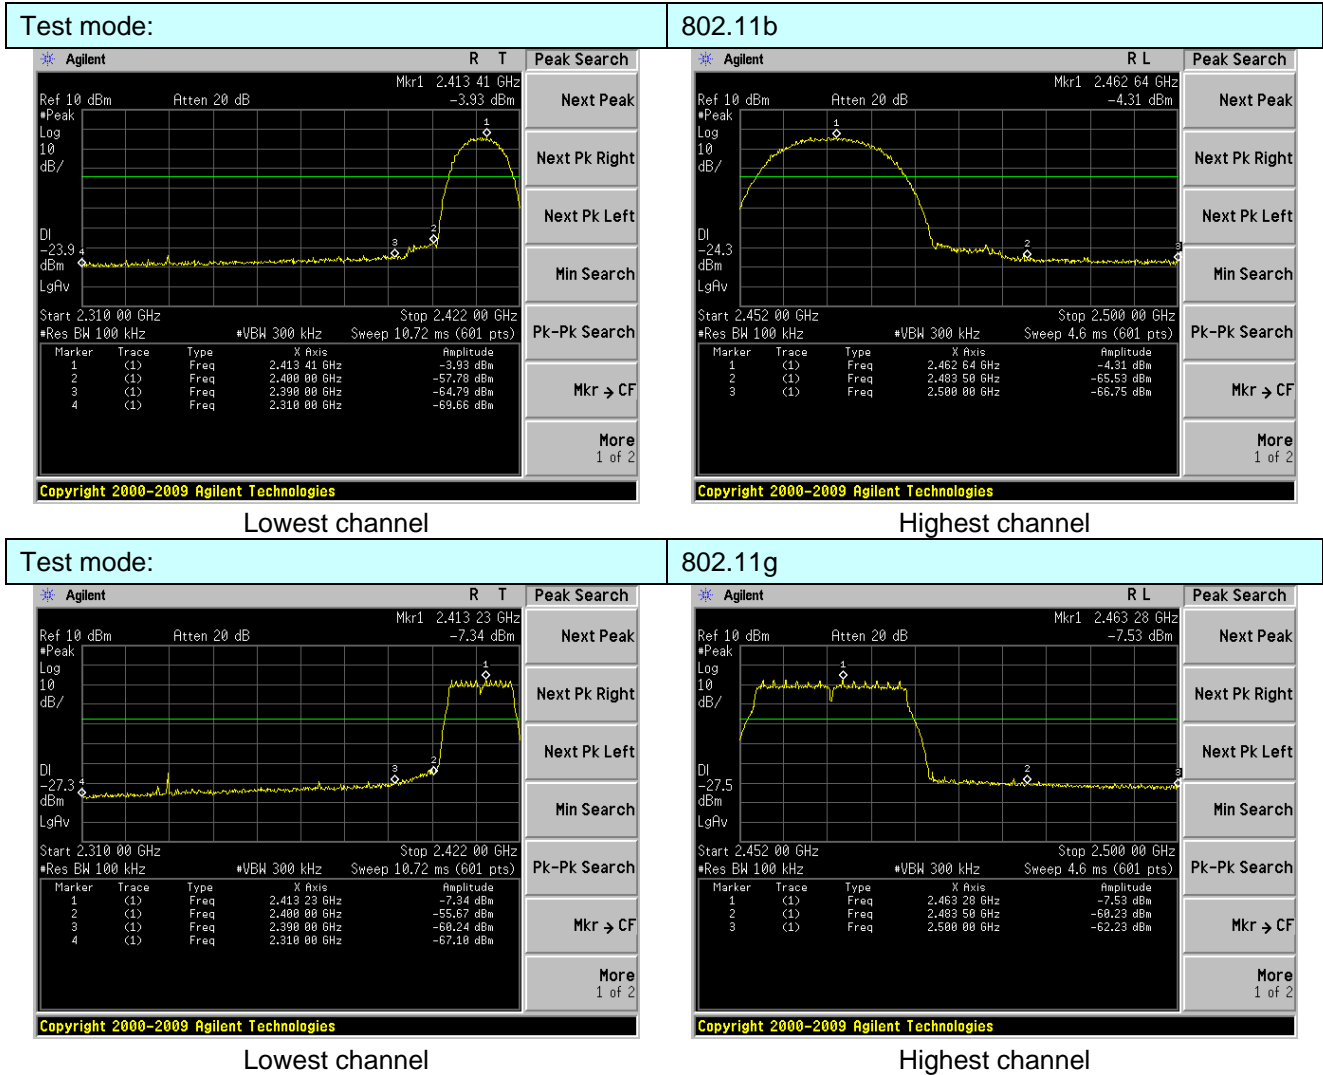 Test mode: 802.11b
Agilent R T Peak Search
Mkr1 2.413 41 GHz
Ref 10 dBm Atten 20 dB -3.93 dBm
#Peak
Log
10
dB/
1
2
3
4
DI
-23.9
dBm
LgAv
Start 2.310 00 GHz Stop 2.422 00 GHz
#Res BW 100 kHz #VBW 300 kHz Sweep 10.72 ms (601 pts)
Marker Trace Type X Axis Amplitude
1 (1) Freq 2.413 41 GHz -3.93 dBm
2 (1) Freq 2.400 00 GHz -57.78 dBm
3 (1) Freq 2.390 00 GHz -64.79 dBm
4 (1) Freq 2.310 00 GHz -69.66 dBm
Next Peak
Next Pk Right
Next Pk Left
Min Search
Pk-Pk Search
Mkr → CF
More
1 of 2
Copyright 2000-2009 Agilent Technologies
Lowest channel
Agilent R L Peak Search
Mkr1 2.462 64 GHz
Ref 10 dBm Atten 20 dB -4.31 dBm
#Peak
Log
10
dB/
1
2
3
DI
-24.3
dBm
LgAv
Start 2.452 00 GHz Stop 2.500 00 GHz
#Res BW 100 kHz #VBW 300 kHz Sweep 4.6 ms (601 pts)
Marker Trace Type X Axis Amplitude
1 (1) Freq 2.462 64 GHz -4.31 dBm
2 (1) Freq 2.483 50 GHz -65.53 dBm
3 (1) Freq 2.500 00 GHz -66.75 dBm
Next Peak
Next Pk Right
Next Pk Left
Min Search
Pk-Pk Search
Mkr → CF
More
1 of 2
Copyright 2000-2009 Agilent Technologies
Highest channel
Test mode: 802.11g
Agilent R T Peak Search
Mkr1 2.413 23 GHz
Ref 10 dBm Atten 20 dB -7.34 dBm
#Peak
Log
10
dB/
1
2
3
4
DI
-27.3
dBm
LgAv
Start 2.310 00 GHz Stop 2.422 00 GHz
#Res BW 100 kHz #VBW 300 kHz Sweep 10.72 ms (601 pts)
Marker Trace Type X Axis Amplitude
1 (1) Freq 2.413 23 GHz -7.34 dBm
2 (1) Freq 2.400 00 GHz -55.67 dBm
3 (1) Freq 2.390 00 GHz -60.24 dBm
4 (1) Freq 2.310 00 GHz -67.10 dBm
Next Peak
Next Pk Right
Next Pk Left
Min Search
Pk-Pk Search
Mkr → CF
More
1 of 2
Copyright 2000-2009 Agilent Technologies
Lowest channel
Agilent R L Peak Search
Mkr1 2.463 28 GHz
Ref 10 dBm Atten 20 dB -7.53 dBm
#Peak
Log
10
dB/
1
2
3
DI
-27.5
dBm
LgAv
Start 2.452 00 GHz Stop 2.500 00 GHz
#Res BW 100 kHz #VBW 300 kHz Sweep 4.6 ms (601 pts)
Marker Trace Type X Axis Amplitude
1 (1) Freq 2.463 28 GHz -7.53 dBm
2 (1) Freq 2.483 50 GHz -60.23 dBm
3 (1) Freq 2.500 00 GHz -62.23 dBm
Next Peak
Next Pk Right
Next Pk Left
Min Search
Pk-Pk Search
Mkr → CF
More
1 of 2
Copyright 2000-2009 Agilent Technologies
Highest channel